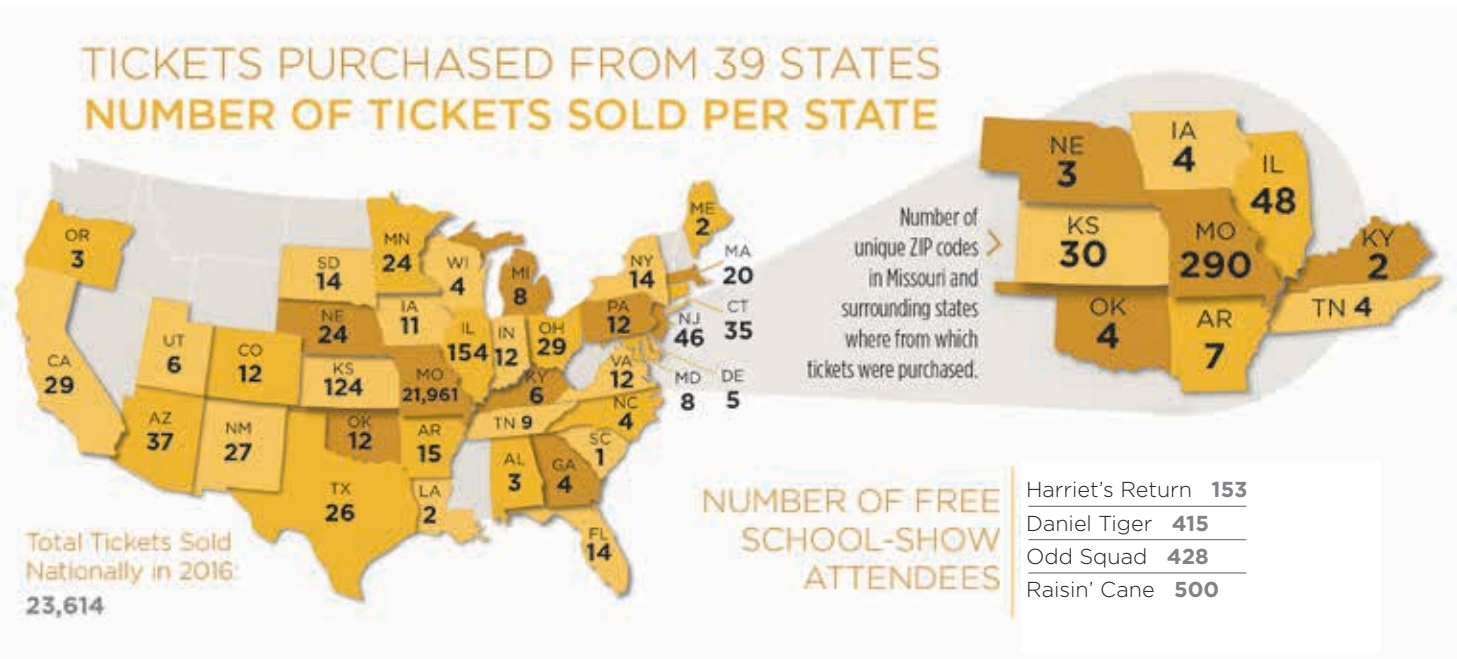 TICKETS PURCHASED FROM 39 STATES
NUMBER OF TICKETS SOLD PER STATE
OR
3
CA
29
UT
6
AZ
37
CO
12
NM
27
SD
14
NE
24
KS
124
OK
12
TX
26
MN
24
IA
11
MO
21,961
AR
15
LA
2
WI
4
IL
154
MI
8
IN
12
OH
29
KY
6
TN 9
AL
3
GA
4
FL
14
SC
1
NC
4
VA
12
PA
12
NY
14
ME
2
MA
20
CT
35
NJ
46
MD
8
DE
5
Total Tickets Sold
Nationally in 2016:
23,614
Number of
unique ZIP codes
in Missouri and
surrounding states
where from which
tickets were purchased.
NE
3
IA
4
IL
48
KS
30
MO
290
KY
2
OK
4
AR
7
TN 4
NUMBER OF FREE
SCHOOL-SHOW
ATTENDEES
Harriet's Return 153
Daniel Tiger 415
Odd Squad 428
Raisin' Cane 500